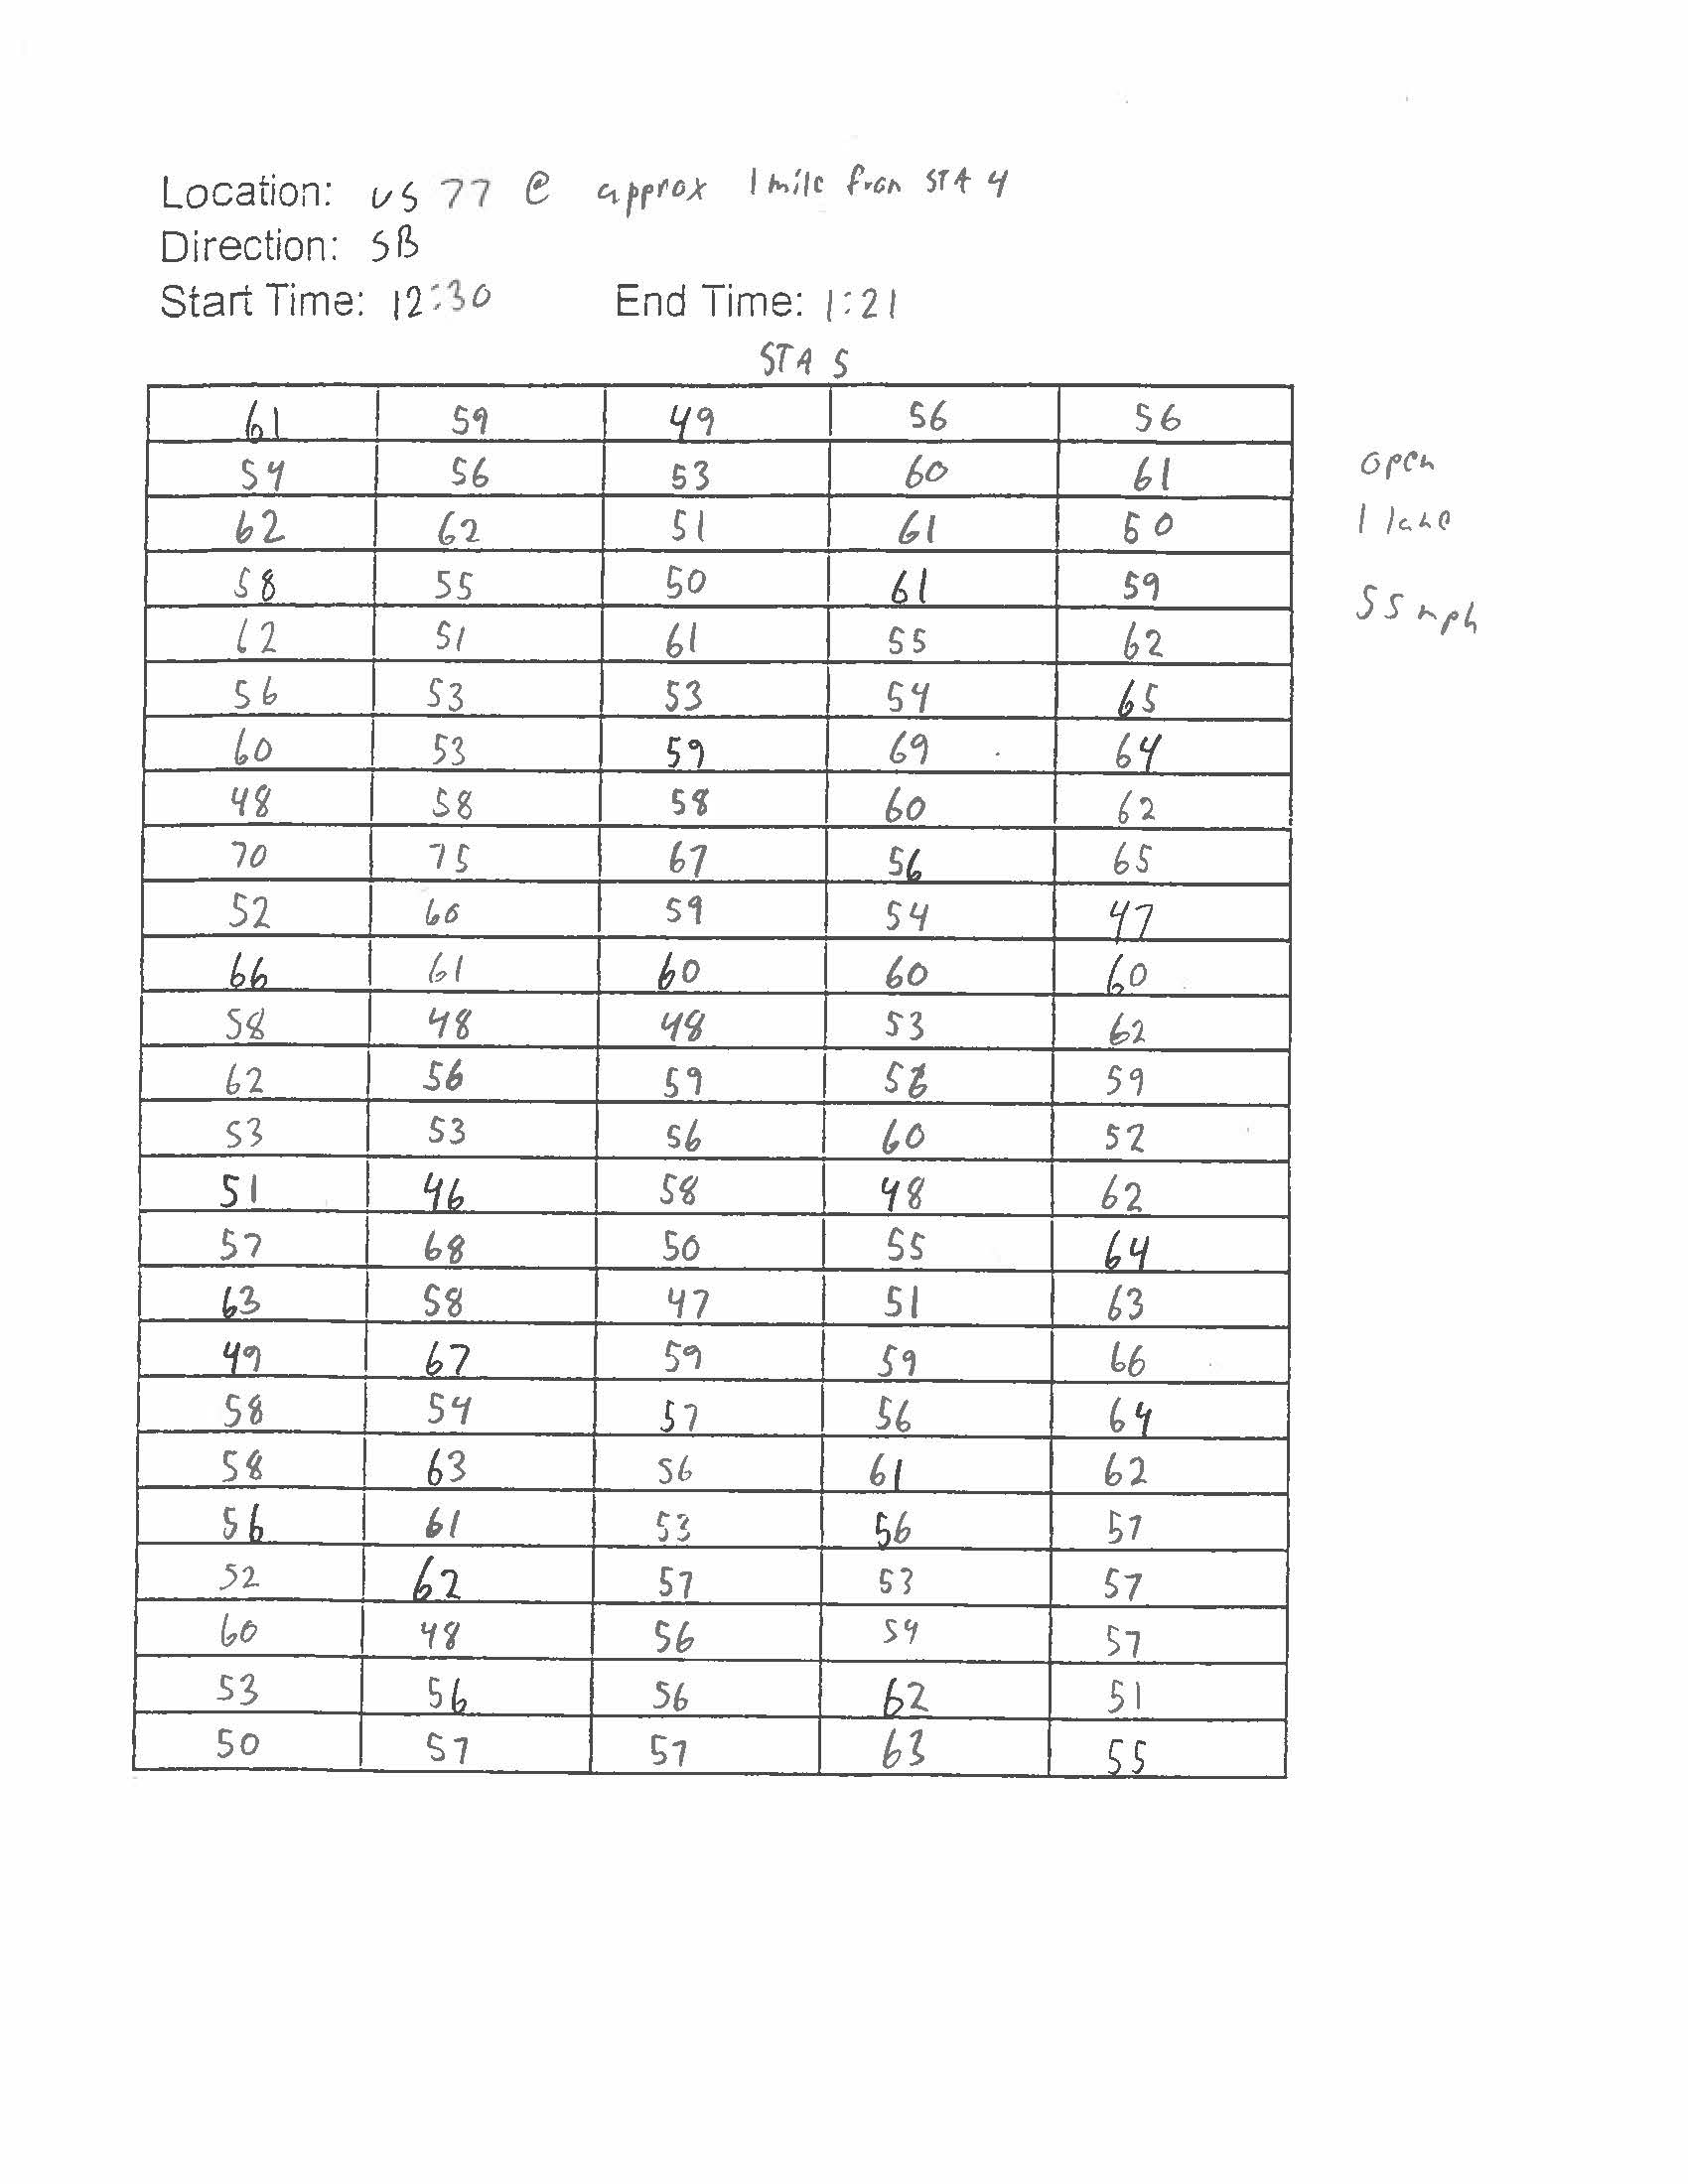 Location: US 77 @ approx 1 mile from STA 4
Direction: SB
Start Time: 12:30 End Time: 1:21
STA 5
61 59 49 56 56
54 56 53 60 61 open
62 62 51 61 50 1 lane
58 55 50 61 59 55 mph
62 51 61 55 62
56 53 53 54 65
60 53 59 69 64
48 58 58 60 62
70 75 67 56 65
52 60 59 54 47
66 61 60 60 60
58 48 48 53 62
62 56 59 59
53 53 56 60 52
51 46 58 48 62
57 68 50 55 64
63 58 47 51 63
49 67 59 59 66
58 54 57 56 64
58 63 56 61 62
56 61 53 56 57
52 62 57 53 57
60 48 56 54 57
53 56 56 62 51
50 57 57 63 55